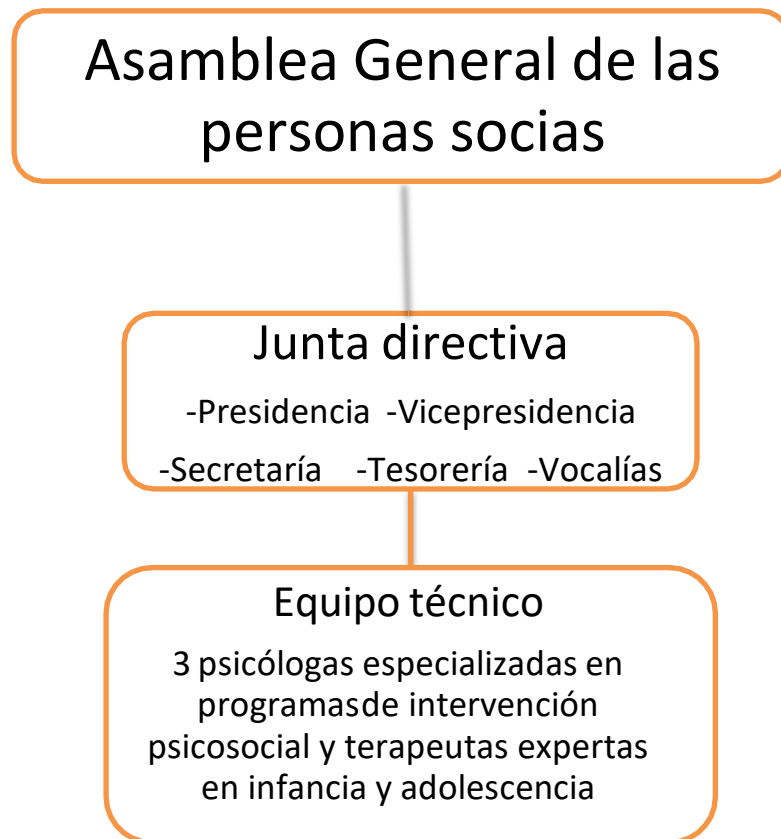 Asamblea General de las
personas socias
Junta directiva
-Presidencia -Vicepresidencia
-Secretaría -Tesorería -Vocalías
Equipo técnico
3 psicólogas especializadas en
programasde intervención
psicosocial y terapeutas expertas
en infancia y adolescencia